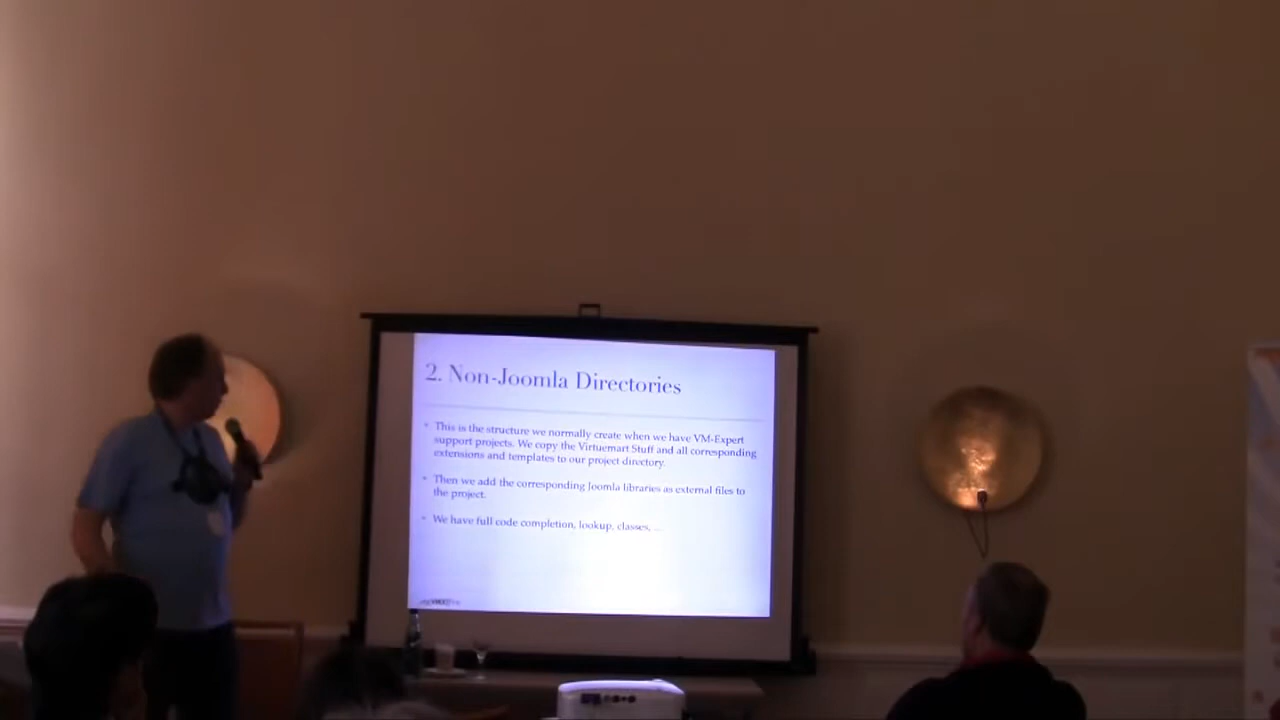 2. Non-Joomla Directories
This is the structure we normally create when we have VM-Expert
support projects. We copy the Virtuemart Stuff and all corresponding
extensions and templates to our project directory.
Then we add the corresponding Joomla libraries as external files to
the project.
We have full code completion, lookup, classes, ...